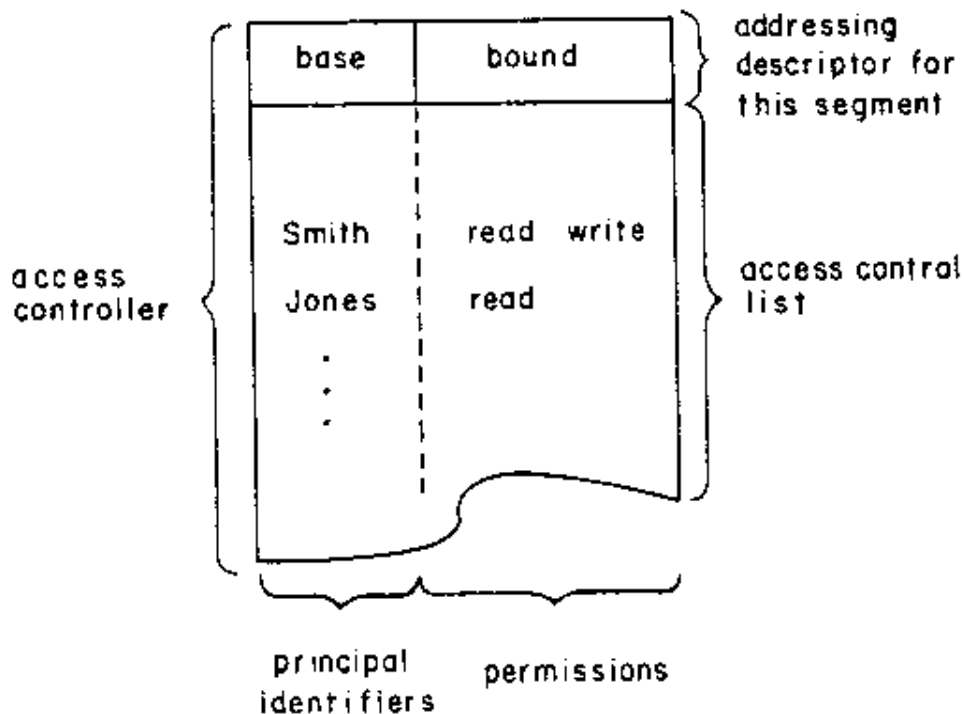 base bound
addressing
descriptor for
this segment
Smith read write
Jones read
access
controller
access control
list
principal
identifiers
permissions